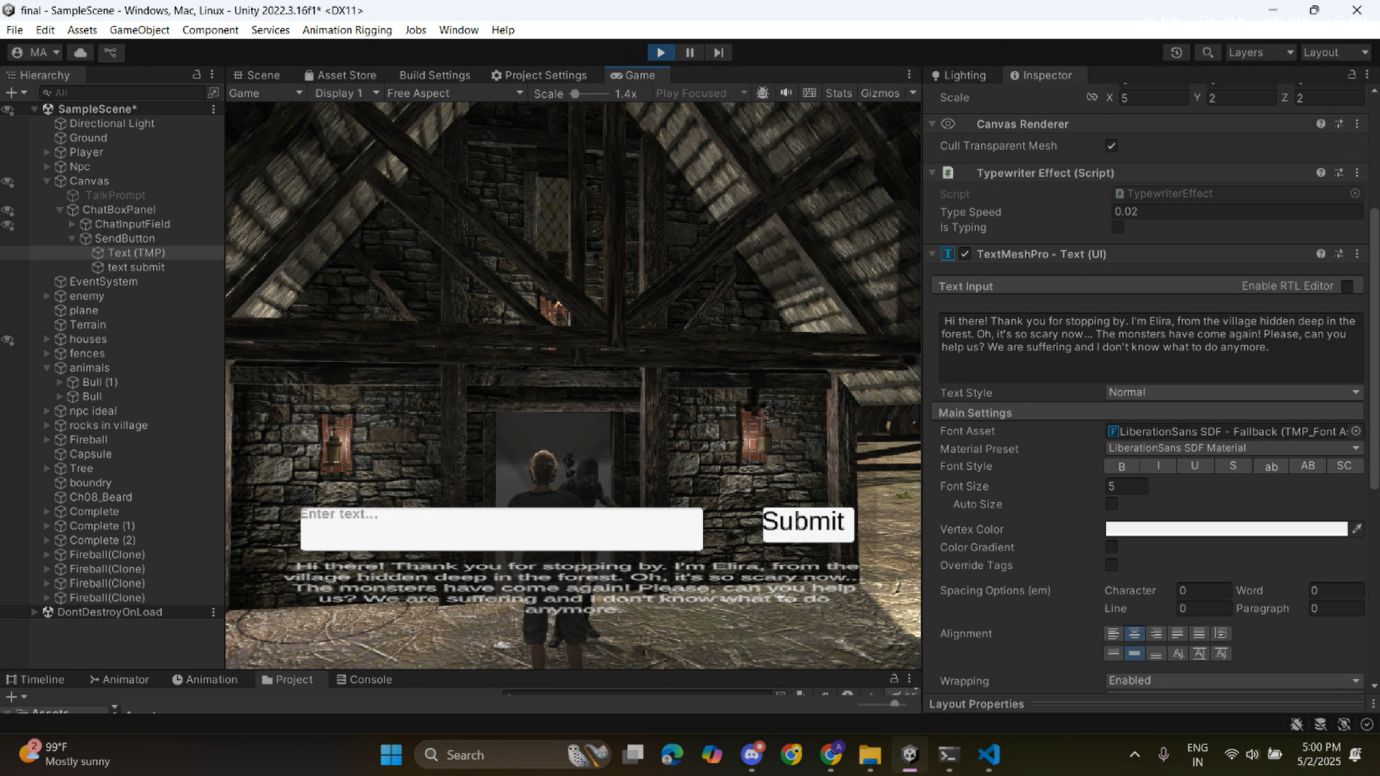 final - SampleScene - Windows, Mac, Linux - Unity 2022.3.16f1* <DX11>
File Edit Assets GameObject Component Services Animation Rigging Jobs Window Help
MA
Layers Layout
Hierarchy
All
SampleScene*
Directional Light
Ground
Player
Npc
Canvas
TalkPrompt
ChatBoxPanel
ChatInputField
SendButton
Text (TMP)
text submit
EventSystem
enemy
plane
Terrain
houses
fences
animals
Bull (1)
Bull
npc ideal
rocks in village
Fireball
Capsule
Tree
boundry
Ch08_Beard
Complete
Complete (1)
Complete (2)
Fireball(Clone)
Fireball(Clone)
Fireball(Clone)
Fireball(Clone)
DontDestroyOnLoad
Scene Asset Store Build Settings Project Settings Game
Game Display 1 Free Aspect Scale 1.4x Play Focused Stats Gizmos
Enter text...
Submit
Hi there! Thank you for stopping by. I'm Elira, from the
village hidden deep in the forest. Oh, it's so scary now...
The monsters have come again! Please, can you help
us? We are suffering and I don't know what to do
anymore.
Lighting Inspector
Scale X 5 Y 2 Z 2
Canvas Renderer
Cull Transparent Mesh
Typewriter Effect (Script)
Script TypewriterEffect
Type Speed 0.02
Is Typing
TextMeshPro - Text (UI)
Text Input Enable RTL Editor
Hi there! Thank you for stopping by. I'm Elira, from the village hidden deep in the
forest. Oh, it's so scary now... The monsters have come again! Please, can you
help us? We are suffering and I don't know what to do anymore.
Text Style Normal
Main Settings
Font Asset LiberationSans SDF - Fallback (TMP_Font As
Material Preset LiberationSans SDF Material
Font Style B I U S ab AB SC
Font Size 5
Auto Size
Vertex Color
Color Gradient
Override Tags
Spacing Options (em) Character 0 Word 0
Line 0 Paragraph 0
Alignment
Wrapping Enabled
Layout Properties
Timeline Animator Animation Project Console
Assets
99°F
Mostly sunny
Search
ENG
IN
5:00 PM
5/2/2025